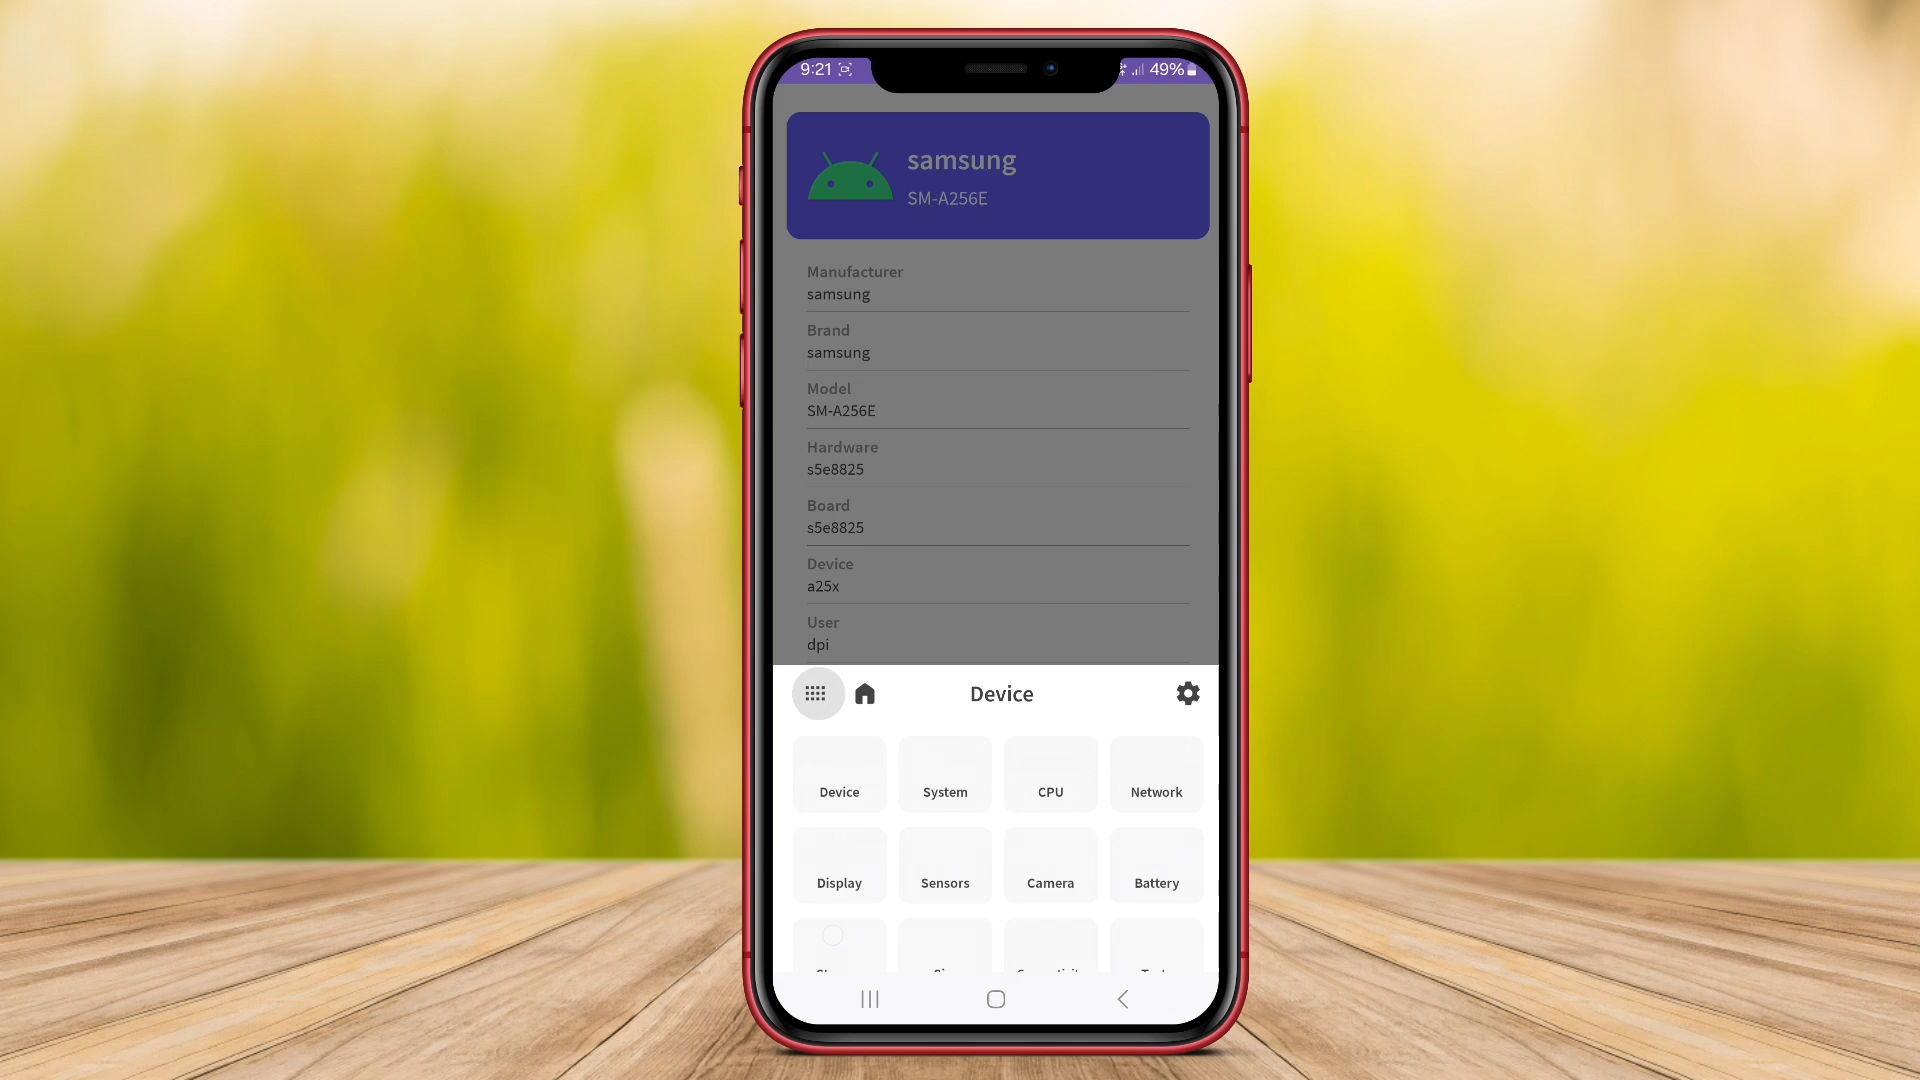 9:21 49%
samsung
SM-A256E
Manufacturer
samsung
Brand
samsung
Model
SM-A256E
Hardware
s5e8825
Board
s5e8825
Device
a25x
User
dpi
Device
Device System CPU Network
Display Sensors Camera Battery